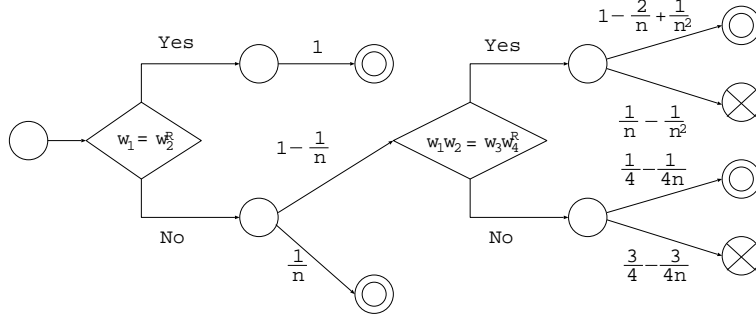 Yes
1
w₁ = w₂ᴿ
No
1 - 1/n
1/n
Yes
w₁w₂ = w₃w₄ᴿ
No
1 - 2/n + 1/n²
1/n - 1/n²
1/4 - 1/4n
3/4 - 3/4n